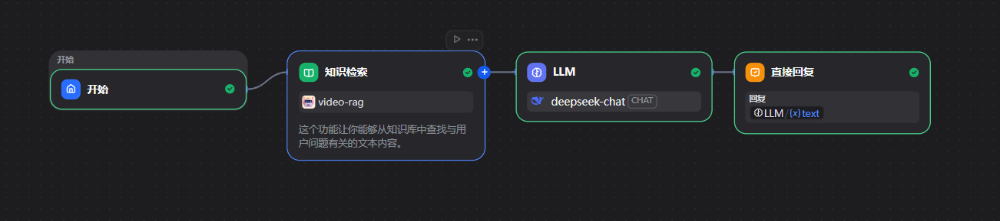 开始
开始
知识检索
video-rag
这个功能让你能够从知识库中查找与用
户问题有关的文本内容。
LLM
deepseek-chat CHAT
直接回复
回复
LLM/{x}text